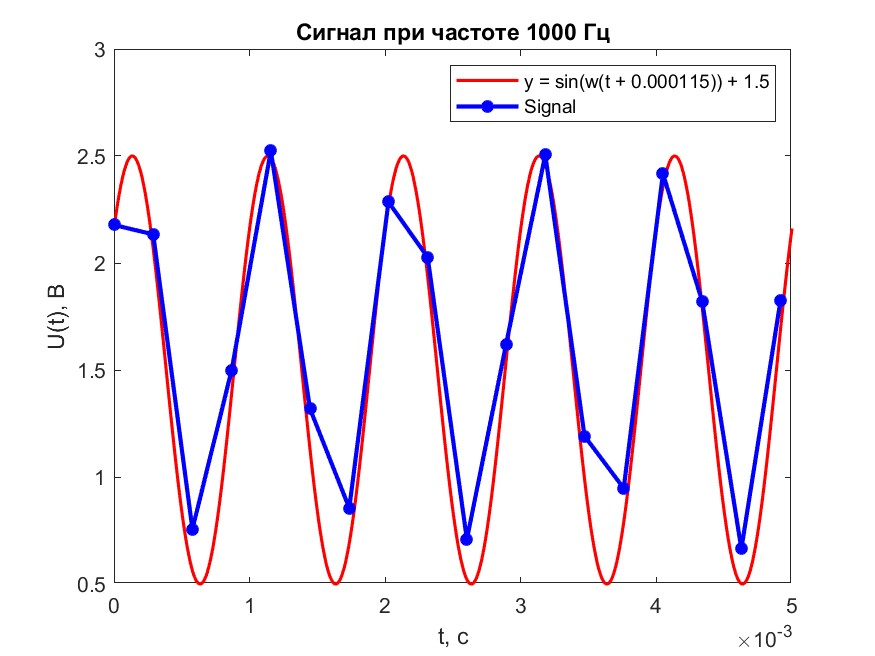 Сигнал при частоте 1000 Гц
y = sin(w(t + 0.000115)) + 1.5
Signal
3
2.5
2
1.5
1
0.5
U(t), В
0 1 2 3 4 5
t, с
×10⁻³